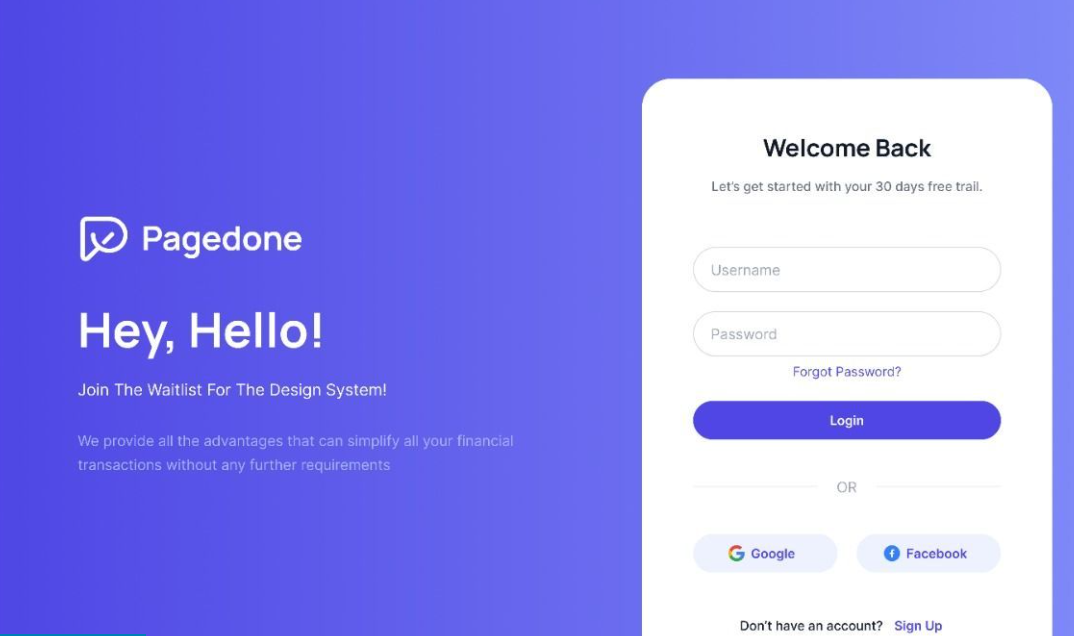 Pagedone
Hey, Hello!
Join The Waitlist For The Design System!
We provide all the advantages that can simplify all your financial
transactions without any further requirements
Welcome Back
Let's get started with your 30 days free trail.
Username
Password
Forgot Password?
Login
OR
Google
Facebook
Don't have an account? Sign Up